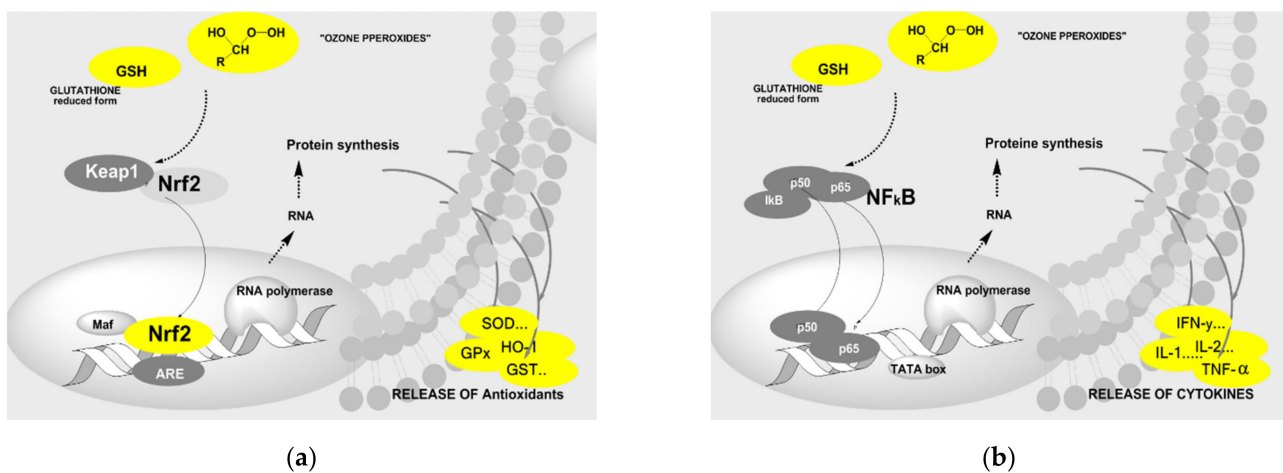 HO
O—OH
CH
R
"OZONE PPEROXIDES"
GSH
GLUTATHIONE
reduced form
Protein synthesis
Keap1
Nrf2
RNA
RNA polymerase
Maf
Nrf2
ARE
SOD...
HO-1
GPx
GST..
RELEASE OF Antioxidants
(a)
HO
O—OH
CH
R
"OZONE PPEROXIDES"
GSH
GLUTATHIONE
reduced form
Proteine synthesis
p50
p65
IkB
NFkB
RNA
RNA polymerase
p50
P
p65
TATA box
IFN-y...
IL-2...
IL-1.....
TNF- α
RELEASE OF CYTOKINES
(b)